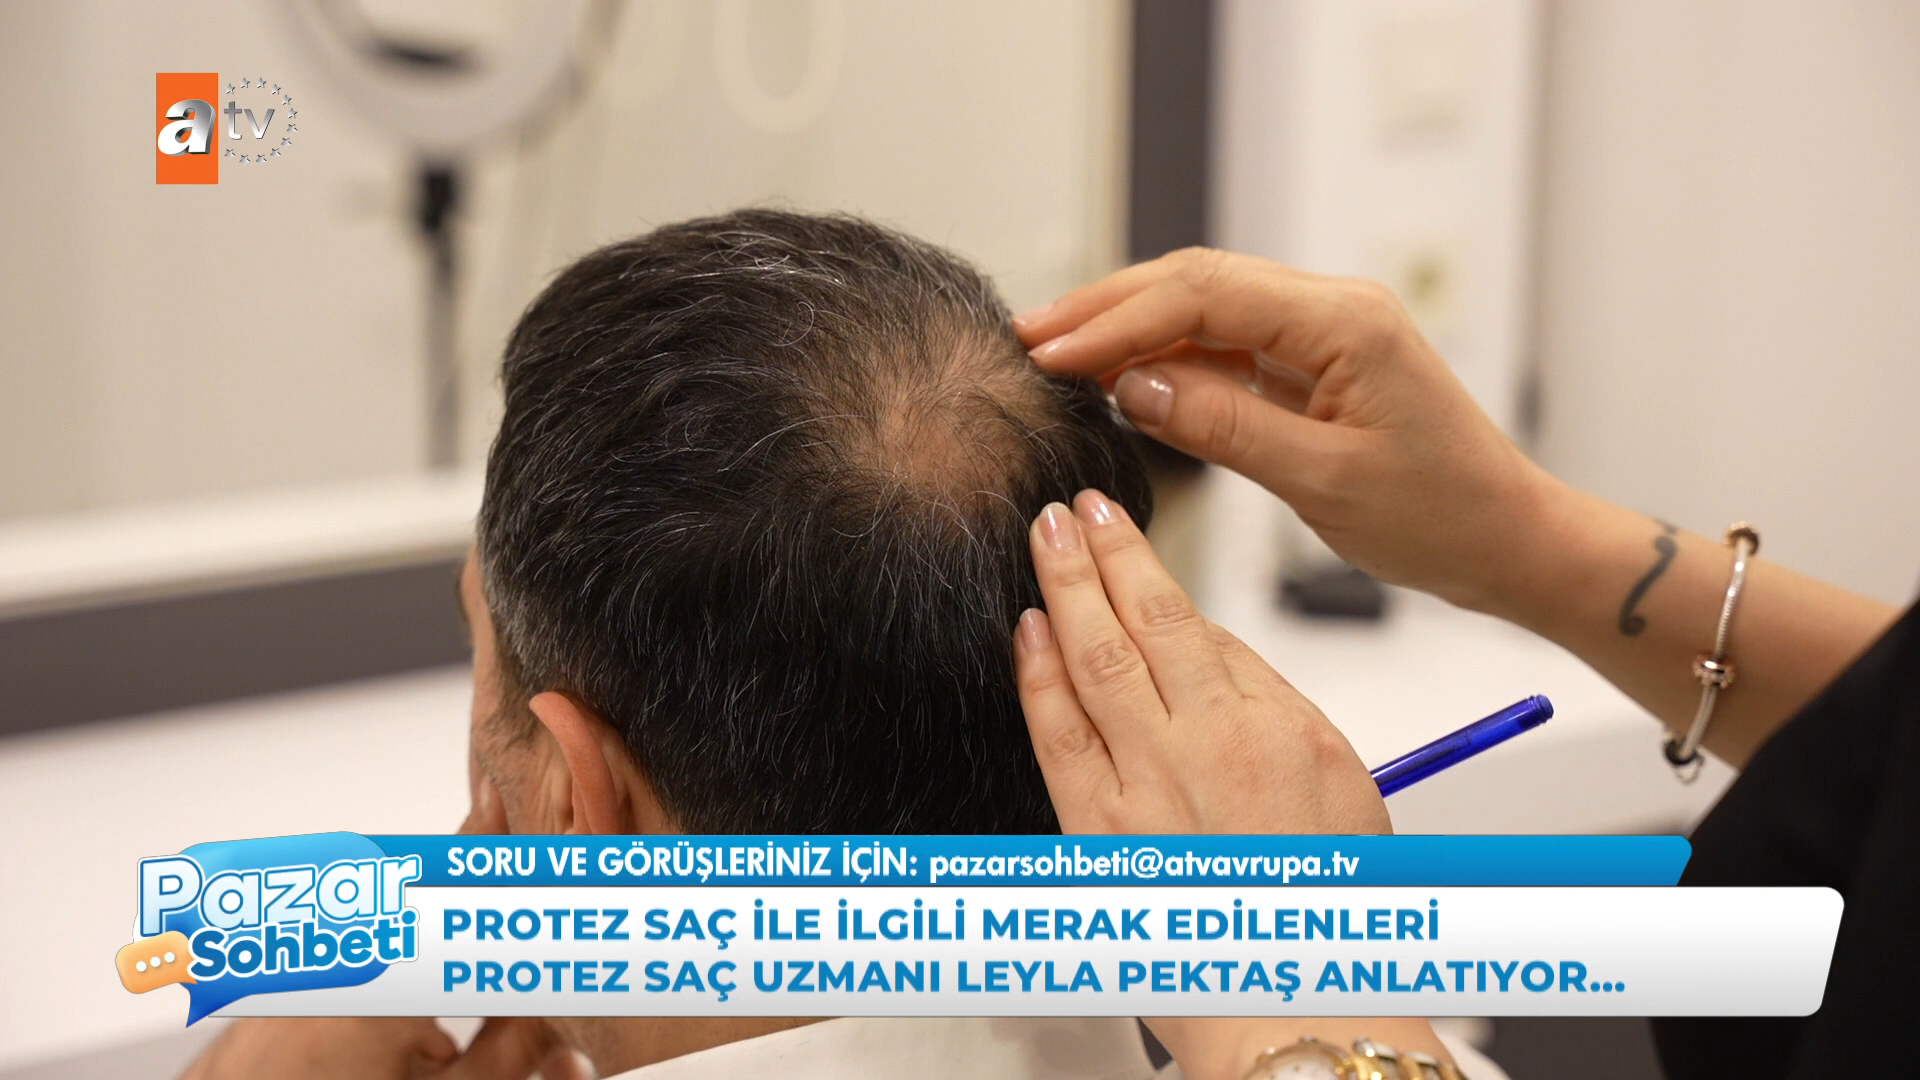 atv
SORU VE GÖRÜŞLERİNİZ İÇİN: pazarsohbeti@atvavrupa.tv
Pazar
Sohbeti
PROTEZ SAÇ İLE İLGİLİ MERAK EDİLENLERİ
PROTEZ SAÇ UZMANI LEYLA PEKTAŞ ANLATIYOR...